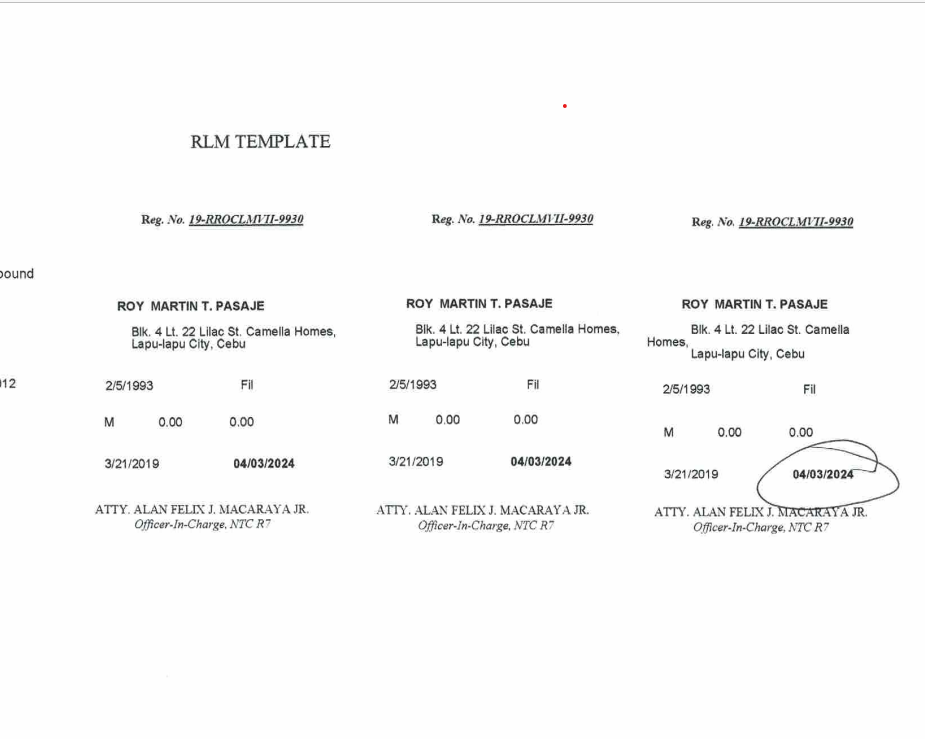 RLM TEMPLATE
Reg. No. 19-RROCLMVII-9930
Reg. No. 19-RROCLMVII-9930
Reg. No. 19-RROCLMVII-9930
ound
ROY MARTIN T. PASAJE
ROY MARTIN T. PASAJE
ROY MARTIN T. PASAJE
Blk. 4 Lt. 22 Lilac St. Camella Homes,
Lapu-lapu City, Cebu
Blk. 4 Lt. 22 Lilac St. Camella Homes,
Lapu-lapu City, Cebu
Blk. 4 Lt. 22 Lilac St. Camella
Homes,
Lapu-lapu City, Cebu
012
2/5/1993 Fil
2/5/1993 Fil
2/5/1993 Fil
M 0.00 0.00
M 0.00 0.00
M 0.00 0.00
3/21/2019 04/03/2024
3/21/2019 04/03/2024
3/21/2019 04/03/2024
ATTY. ALAN FELIX J. MACARAYA JR.
Officer-In-Charge, NTC R7
ATTY. ALAN FELIX J. MACARAYA JR.
Officer-In-Charge, NTC R7
ATTY. ALAN FELIX J. MACARAYA JR.
Officer-In-Charge, NTC R7